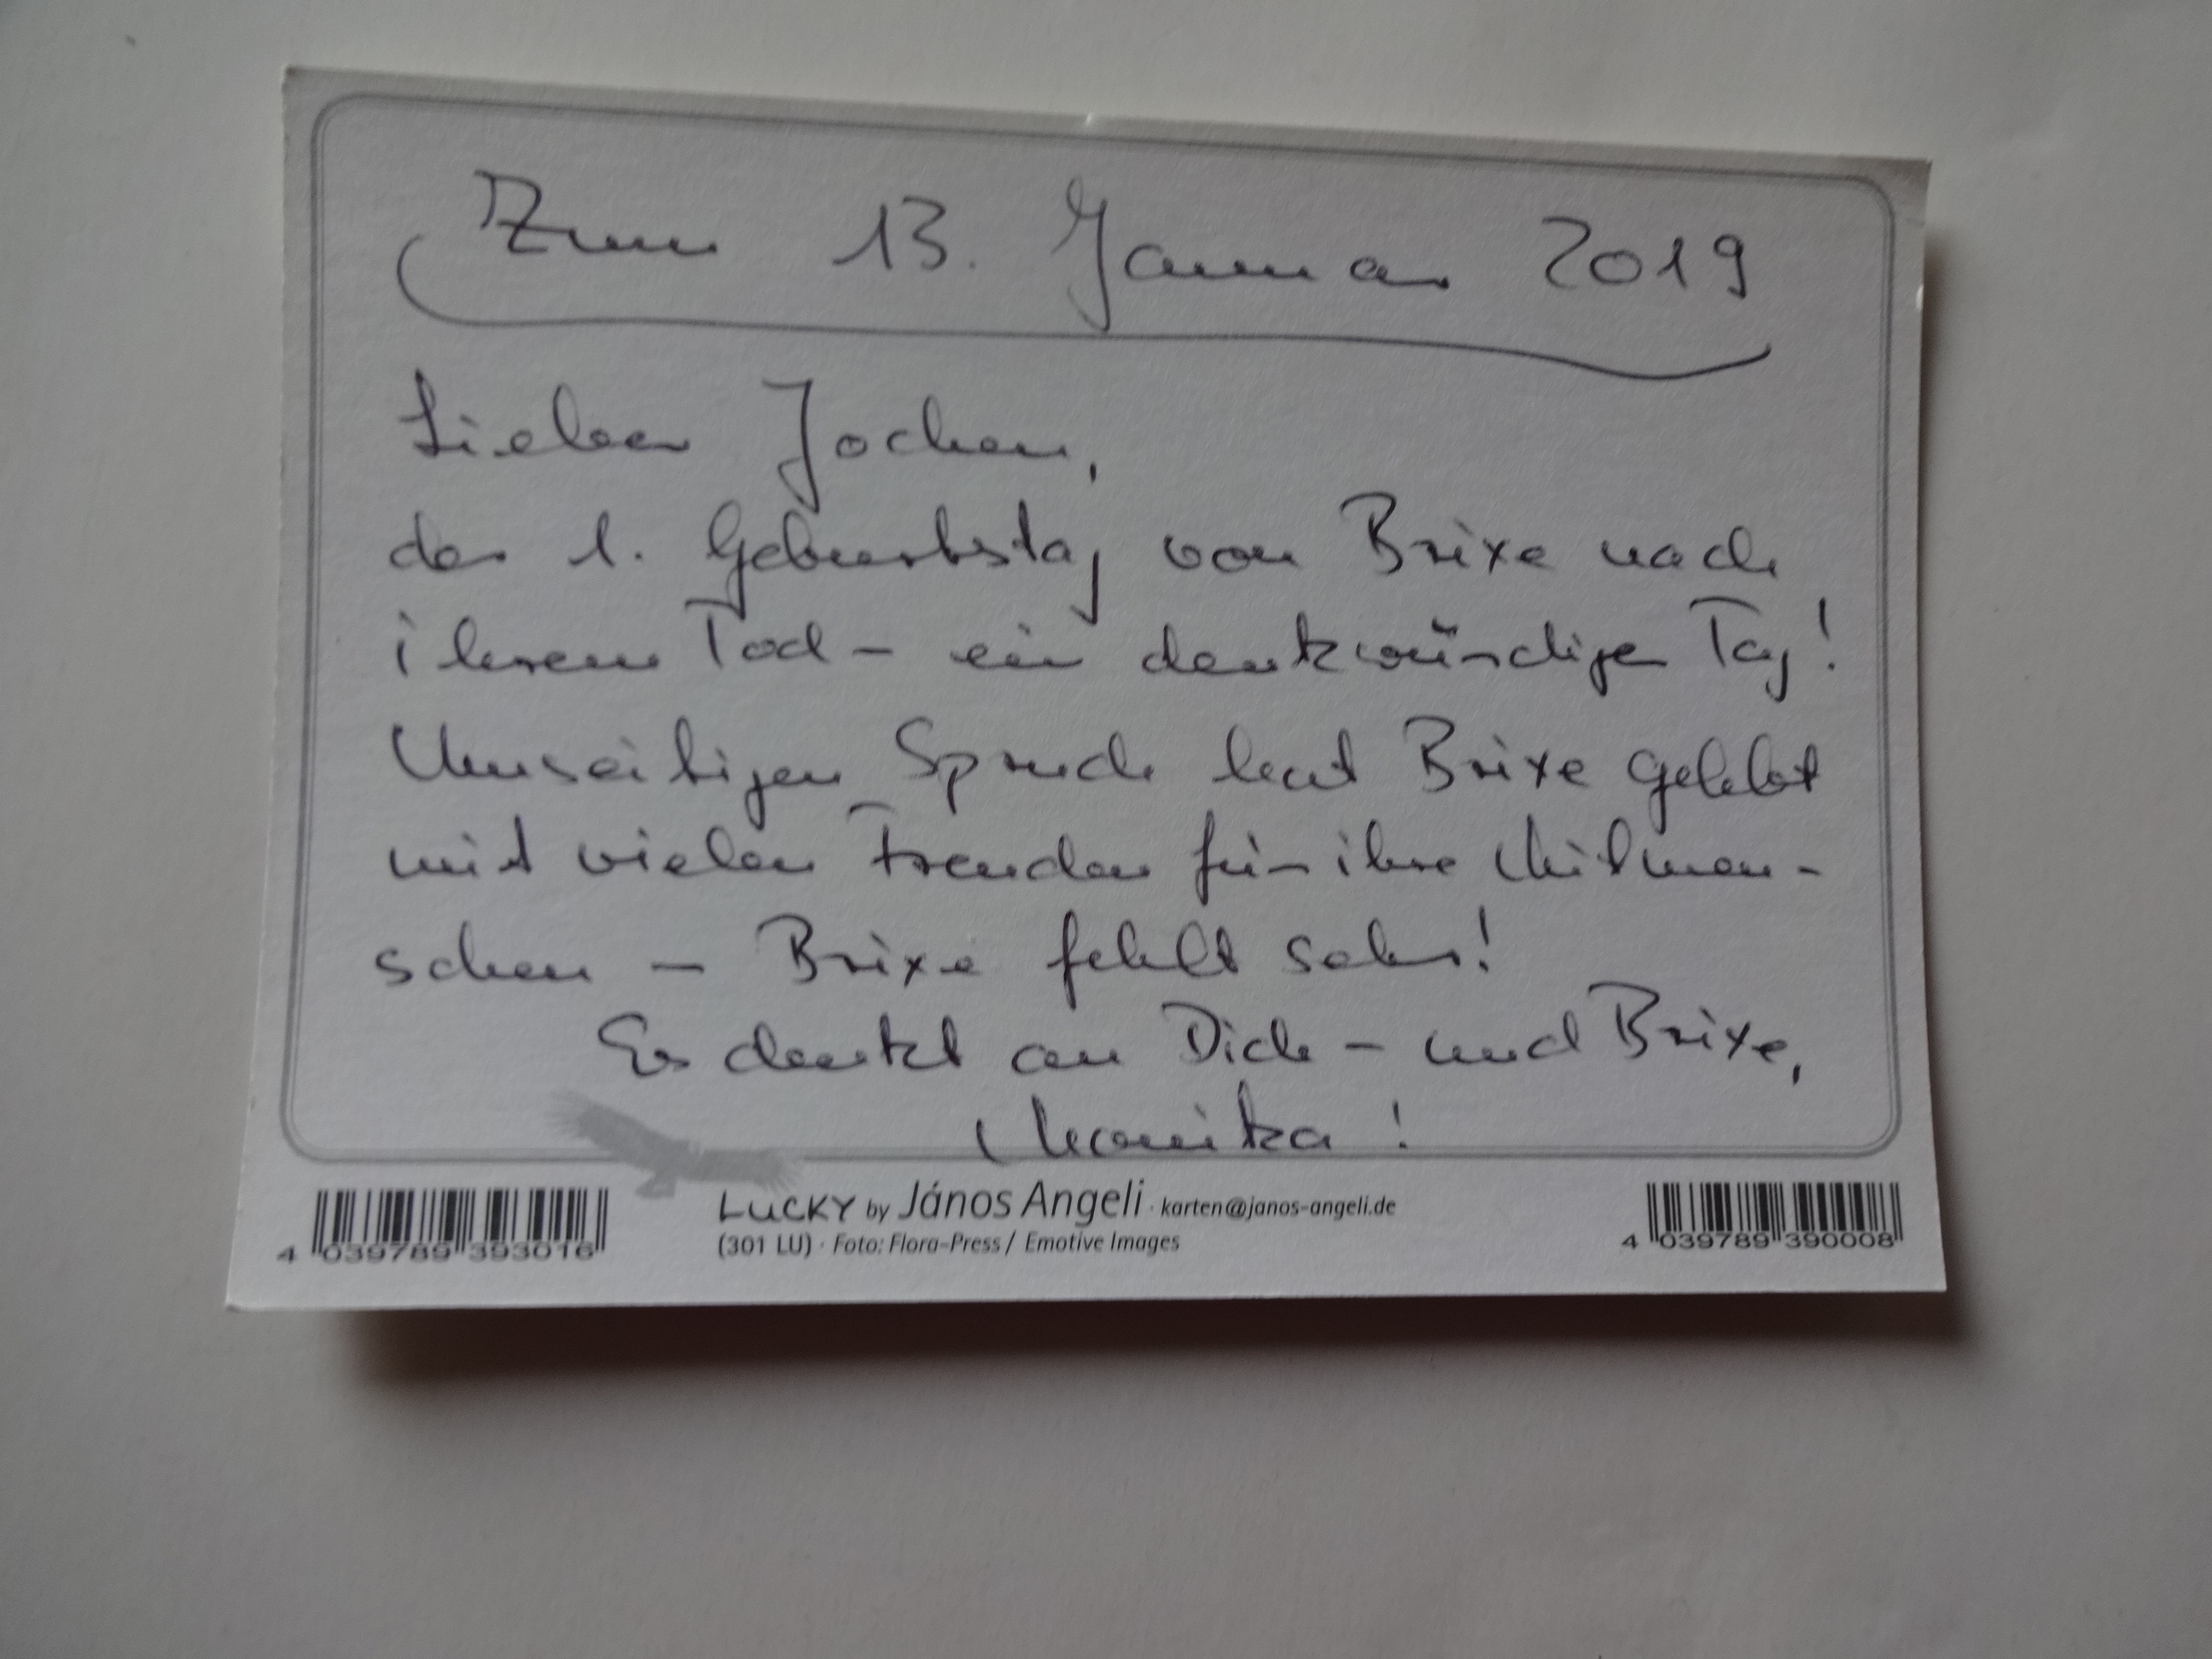 Zum 13. Januar 2019
Lieber Jochen,
der 1. Geburtstag von Brixe nach
ihrem Tod - ein denkwürdiger Tag!
Umseitigen Spruch hat Brixe gelebt
mit vielen Freuden für ihre Mitmen-
schen - Brixe fehlt sehr!
Es denkt an Dich - und Brixe,
Monika!
LUCKY by János Angeli · karten@janos-angeli.de
(301 LU) · Foto: Flora-Press / Emotive Images
4 039789 393016
4 039789 390008